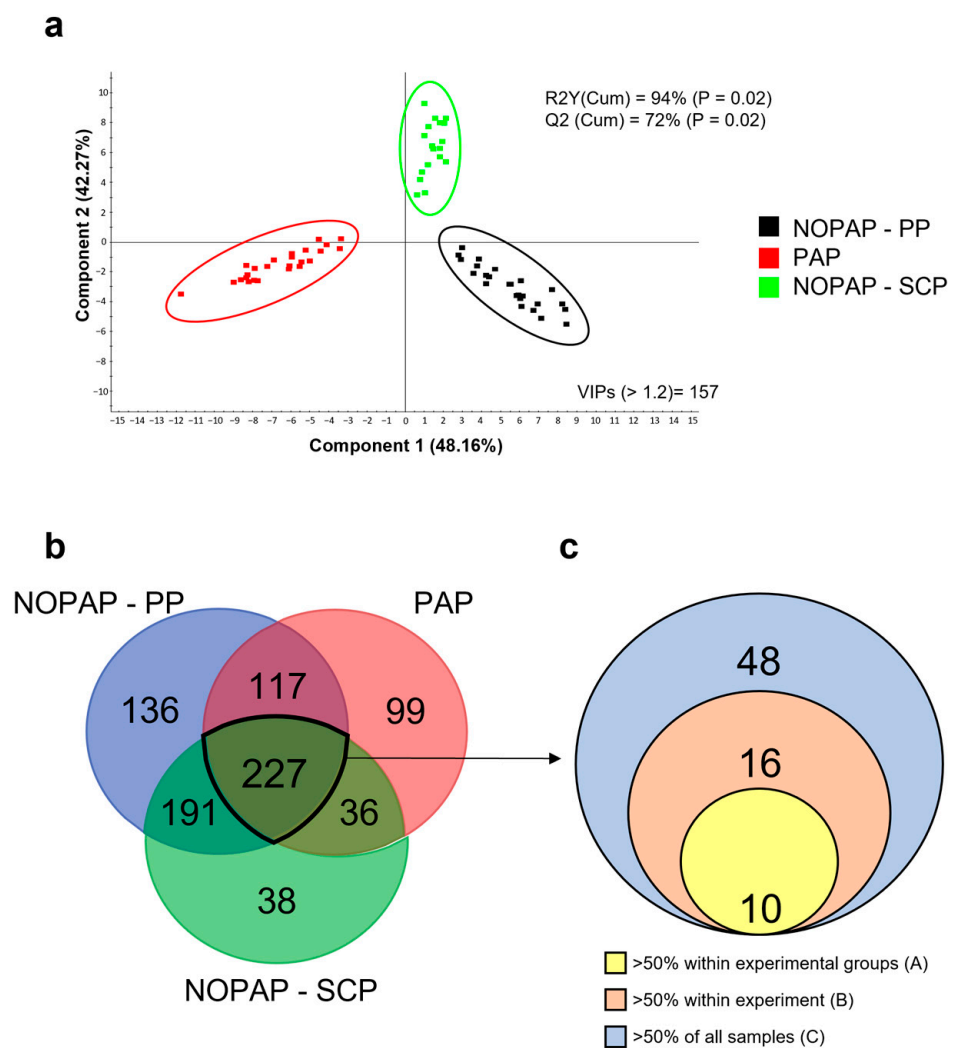 a
R2Y(Cum) = 94% (P = 0.02)
Q2 (Cum) = 72% (P = 0.02)
Component 2 (42.27%)
10
8
6
4
2
0
−2
−4
−6
−8
−10
NOPAP - PP
PAP
NOPAP - SCP
VIPs (> 1.2)= 157
−15 −14 −13 −12 −11 −10 −9 −8 −7 −6 −5 −4 −3 −2 −1 0 1 2 3 4 5 6 7 8 9 10 11 12 13 14 15
Component 1 (48.16%)
b
NOPAP - PP
PAP
136
117
99
227
191
36
38
NOPAP - SCP
c
48
16
10
>50% within experimental groups (A)
>50% within experiment (B)
>50% of all samples (C)